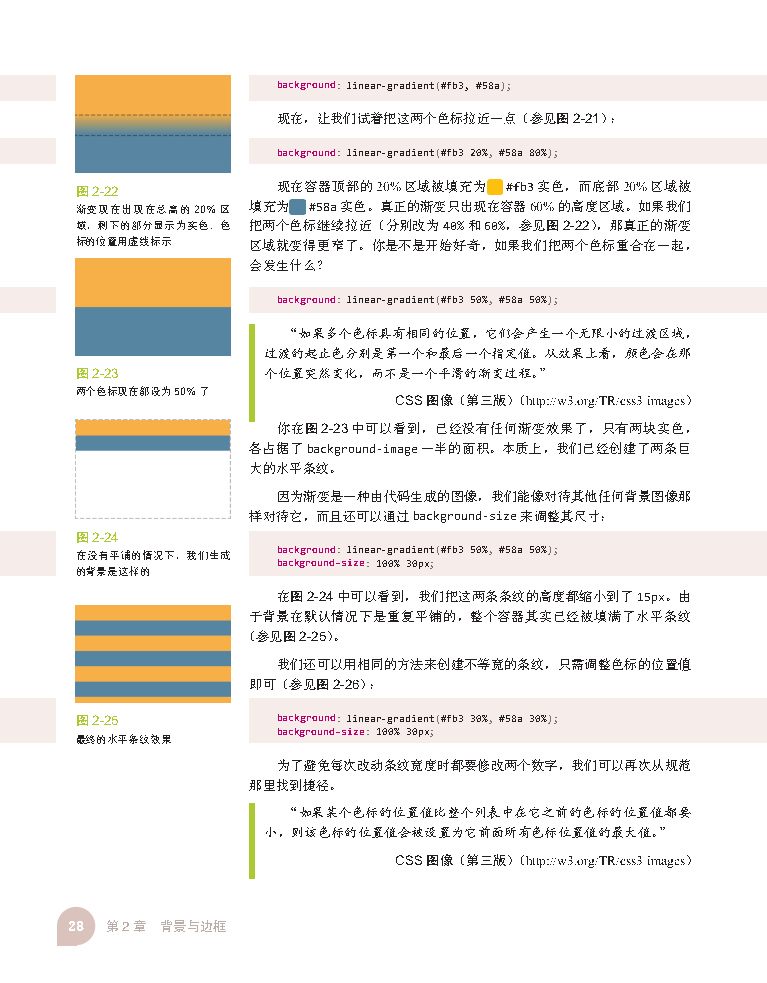 background: linear-gradient(#fb3, #58a);
现在，让我们试着把这两个色标拉近一点（参见图 2-21）：
background: linear-gradient(#fb3 20%, #58a 80%);
现在容器顶部的 20% 区域被填充为 #fb3 实色，而底部 20% 区域被
填充为 #58a 实色。真正的渐变只出现在容器 60% 的高度区域。如果我们
把两个色标继续拉近（分别改为 40% 和 60%，参见图 2-22），那真正的渐变
区域就变得更窄了。你是不是开始好奇，如果我们把两个色标重合在一起，
会发生什么？
background: linear-gradient(#fb3 50%, #58a 50%);
“如果多个色标具有相同的位置，它们会产生一个无限小的过渡区域，
过渡的起止色分别是第一个和最后一个指定值。从效果上看，颜色会在那
个位置突然变化，而不是一个平滑的渐变过程。”
CSS 图像（第三版）（http://w3.org/TR/css3-images）
你在图 2-23 中可以看到，已经没有任何渐变效果了，只有两块实色，
各占据了 background-image 一半的面积。本质上，我们已经创建了两条巨
大的水平条纹。
因为渐变是一种由代码生成的图像，我们能像对待其他任何背景图像那
样对待它，而且还可以通过 background-size 来调整其尺寸：
background: linear-gradient(#fb3 50%, #58a 50%);
background-size: 100% 30px;
在图 2-24 中可以看到，我们把这两条条纹的高度都缩小到了 15px。由
于背景在默认情况下是重复平铺的，整个容器其实已经被填满了水平条纹
（参见图 2-25）。
我们还可以用相同的方法来创建不等宽的条纹，只需调整色标的位置值
即可（参见图 2-26）：
background: linear-gradient(#fb3 30%, #58a 30%);
background-size: 100% 30px;
为了避免每次改动条纹宽度时都要修改两个数字，我们可以再次从规范
那里找到捷径。
“如果某个色标的位置值比整个列表中在它之前的色标的位置值都要
小，则该色标的位置值会被设置为它前面所有色标位置值的最大值。”
CSS 图像（第三版）（http://w3.org/TR/css3-images）
图 2-22
渐变现在出现在总高的 20% 区
域，剩下的部分显示为实色，色
标的位置用虚线标示
图 2-23
两个色标现在都设为 50% 了
图 2-24
在没有平铺的情况下，我们生成
的背景是这样的
图 2-25
最终的水平条纹效果
28 第 2 章 背景与边框